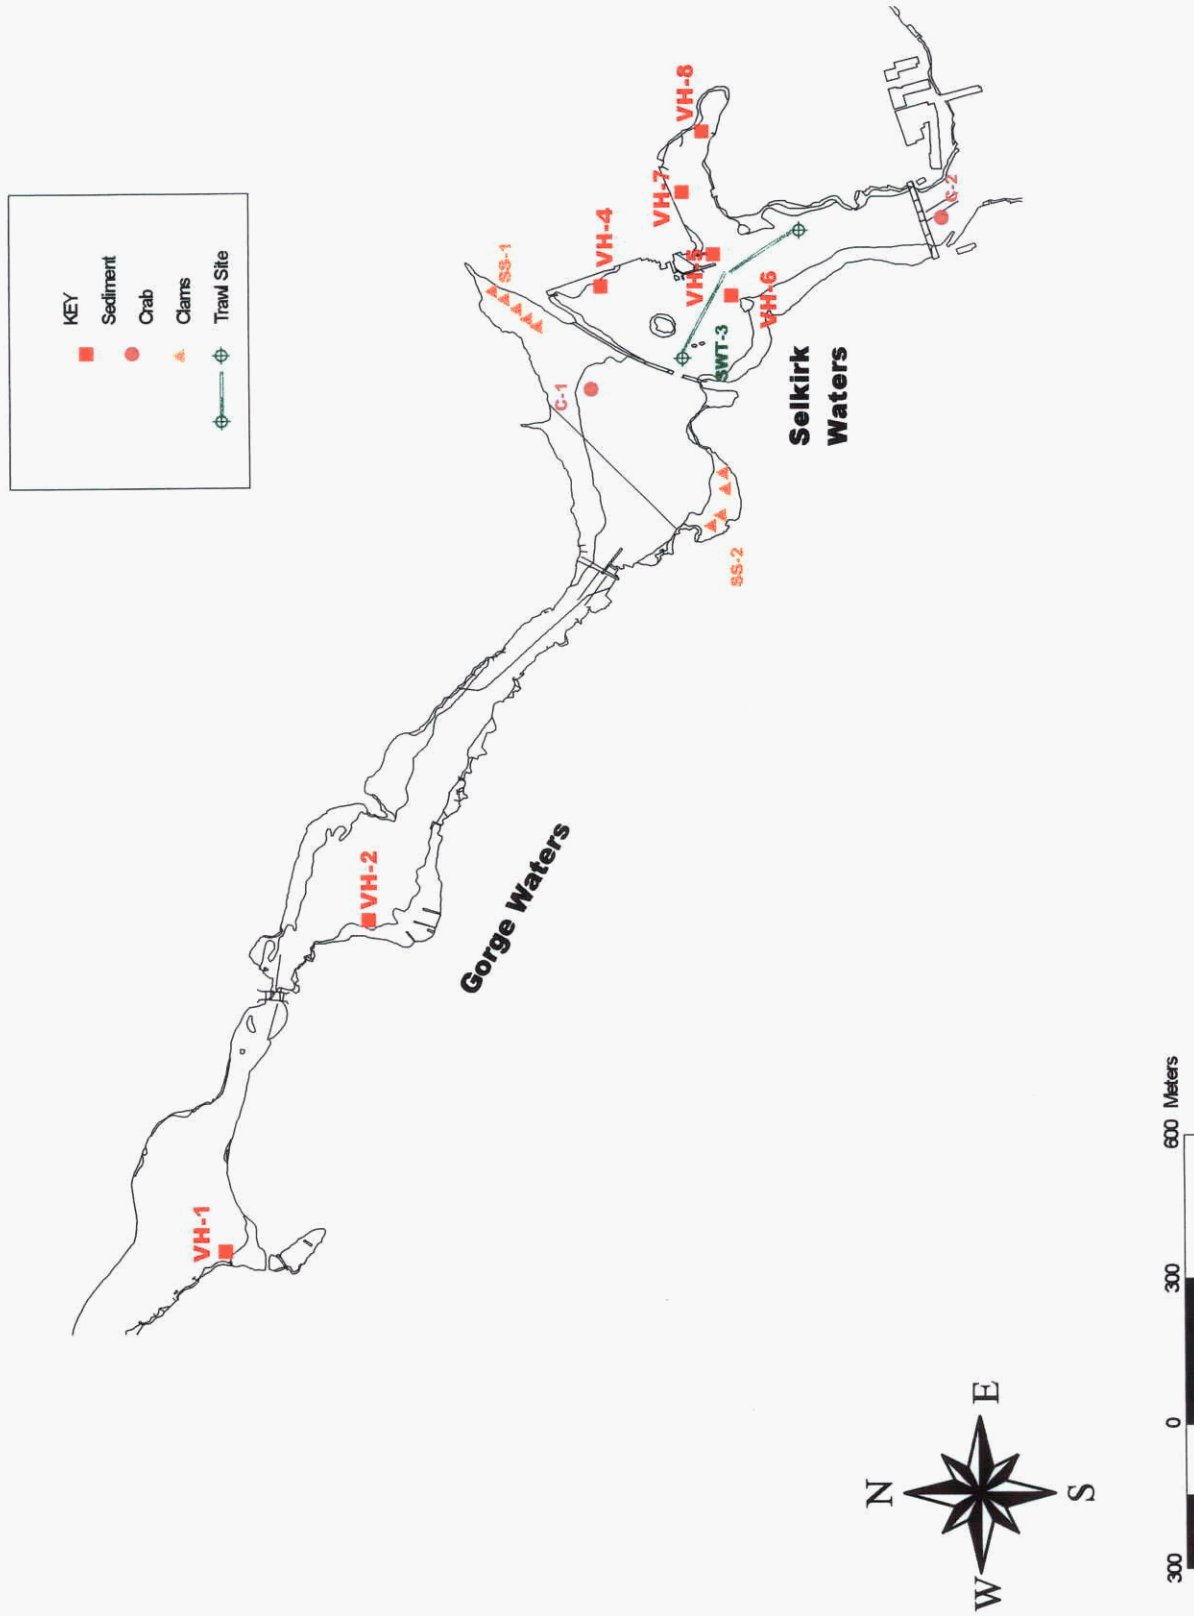 KEY
Sediment
Crab
Clams
Trawl Site
VH-8
VH-7
VH-4
SS-1
VH-5
VH-6
SWT-3
C-1
C-2
Selkirk
Waters
SS-2
Gorge Waters
VH-2
VH-1
N
E
S
W
300 0 300 600 Meters